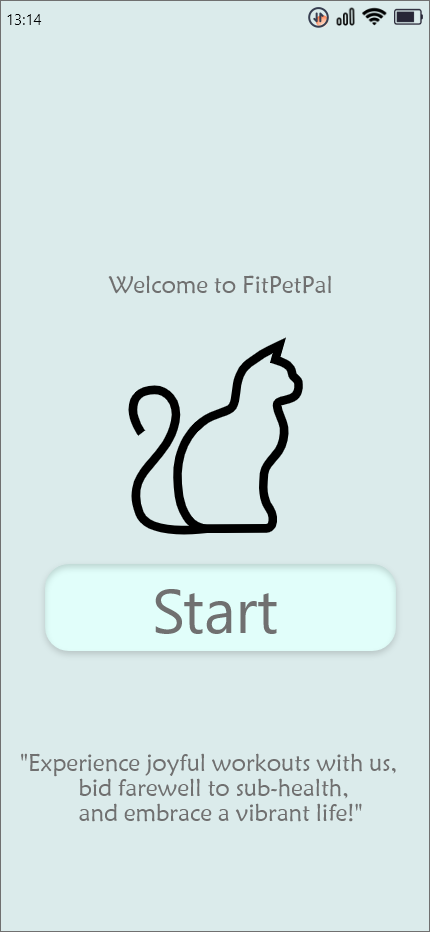 13:14
Welcome to FitPetPal
Start
"Experience joyful workouts with us,
bid farewell to sub-health,
and embrace a vibrant life!"